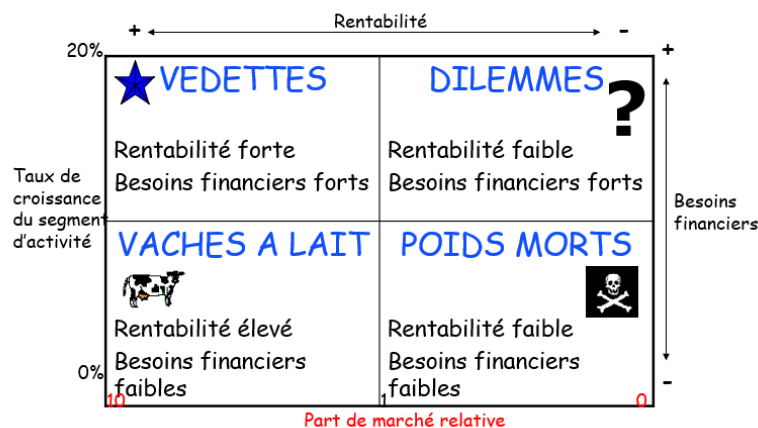 Rentabilité
+ -
20% +
VEDETTES
DILEMMES
?
Rentabilité forte
Besoins financiers forts
Rentabilité faible
Besoins financiers forts
Taux de
croissance
du segment
d'activité
Besoins
financiers
VACHES A LAIT
POIDS MORTS
Rentabilité élevé
Besoins financiers
faibles
Rentabilité faible
Besoins financiers
faibles
0% -
10 1 0
Part de marché relative